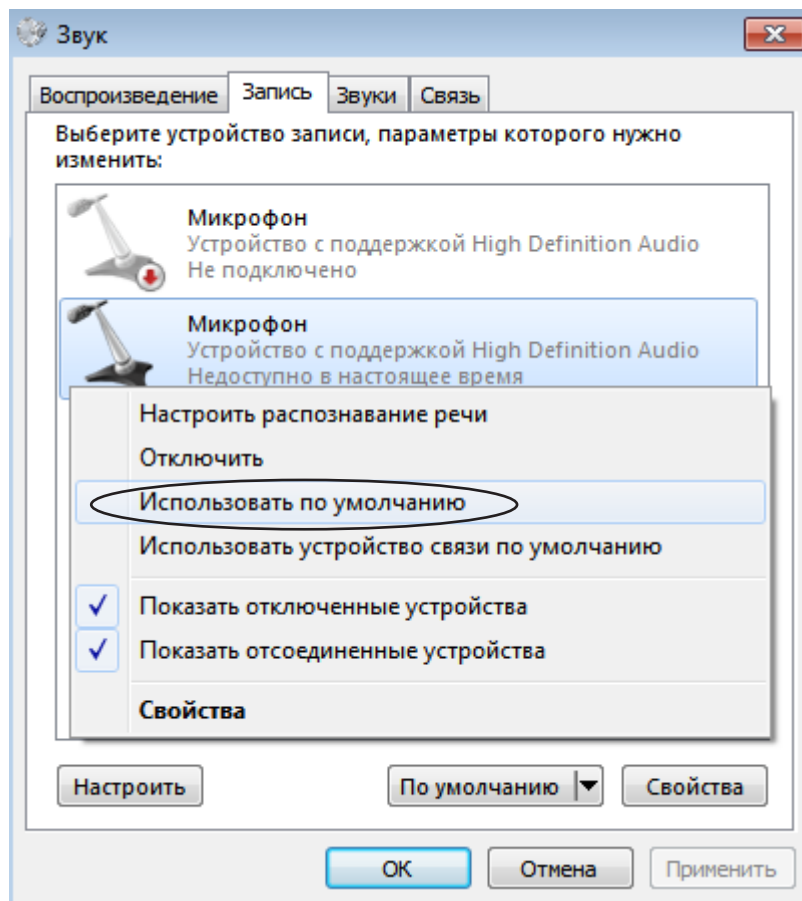 Звук
Воспроизведение Запись Звуки Связь
Выберите устройство записи, параметры которого нужно
изменить:
Микрофон
Устройство с поддержкой High Definition Audio
Не подключено
Микрофон
Устройство с поддержкой High Definition Audio
Недоступно в настоящее время
Настроить распознавание речи
Отключить
Использовать по умолчанию
Использовать устройство связи по умолчанию
Показать отключенные устройства
Показать отсоединенные устройства
Свойства
Настроить По умолчанию Свойства
ОК Отмена Применить